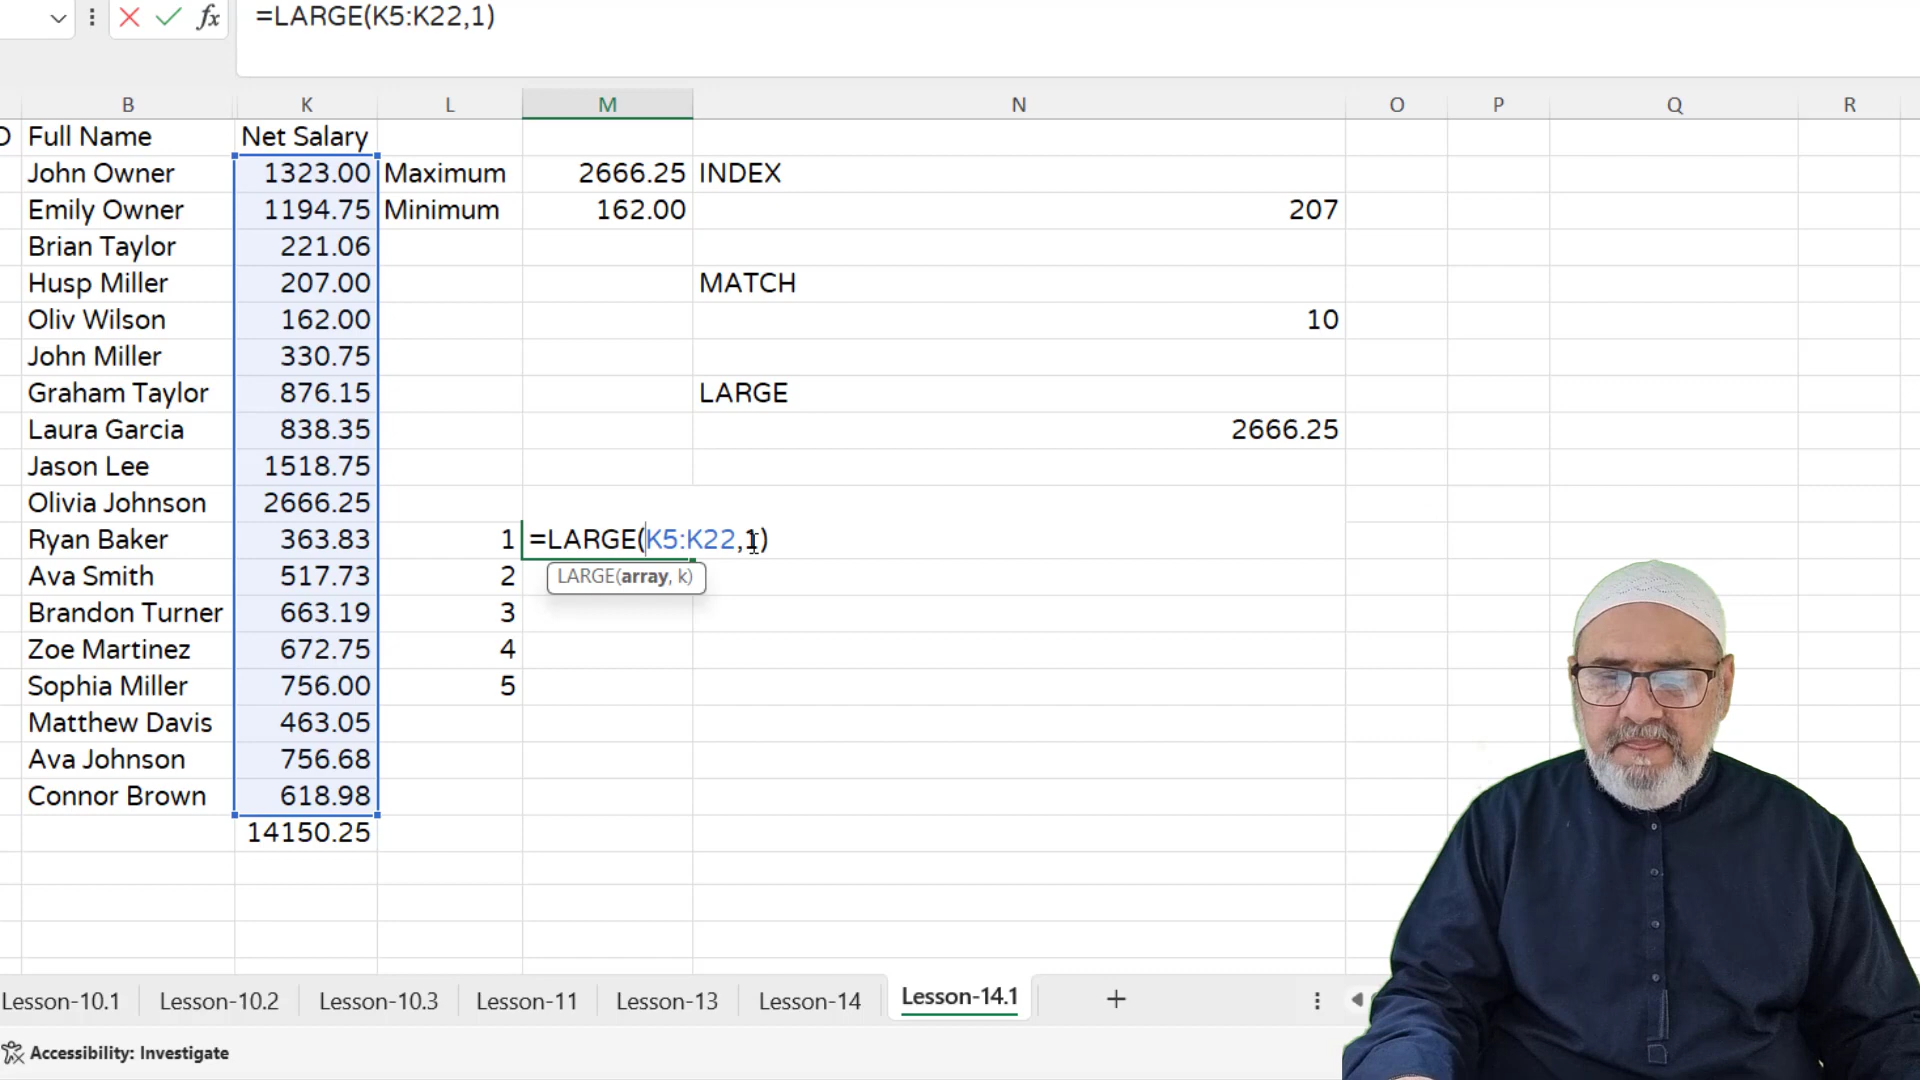 =LARGE(K5:K22,1)
B K L M N O P Q R
Full Name Net Salary
John Owner 1323.00 Maximum 2666.25 INDEX
Emily Owner 1194.75 Minimum 162.00 207
Brian Taylor 221.06
Husp Miller 207.00 MATCH
Oliv Wilson 162.00 10
John Miller 330.75
Graham Taylor 876.15 LARGE
Laura Garcia 838.35 2666.25
Jason Lee 1518.75
Olivia Johnson 2666.25
Ryan Baker 363.83 1 =LARGE(K5:K22,1)
Ava Smith 517.73 2 LARGE(array, k)
Brandon Turner 663.19 3
Zoe Martinez 672.75 4
Sophia Miller 756.00 5
Matthew Davis 463.05
Ava Johnson 756.68
Connor Brown 618.98
14150.25
Lesson-10.1 Lesson-10.2 Lesson-10.3 Lesson-11 Lesson-13 Lesson-14 Lesson-14.1
Accessibility: Investigate